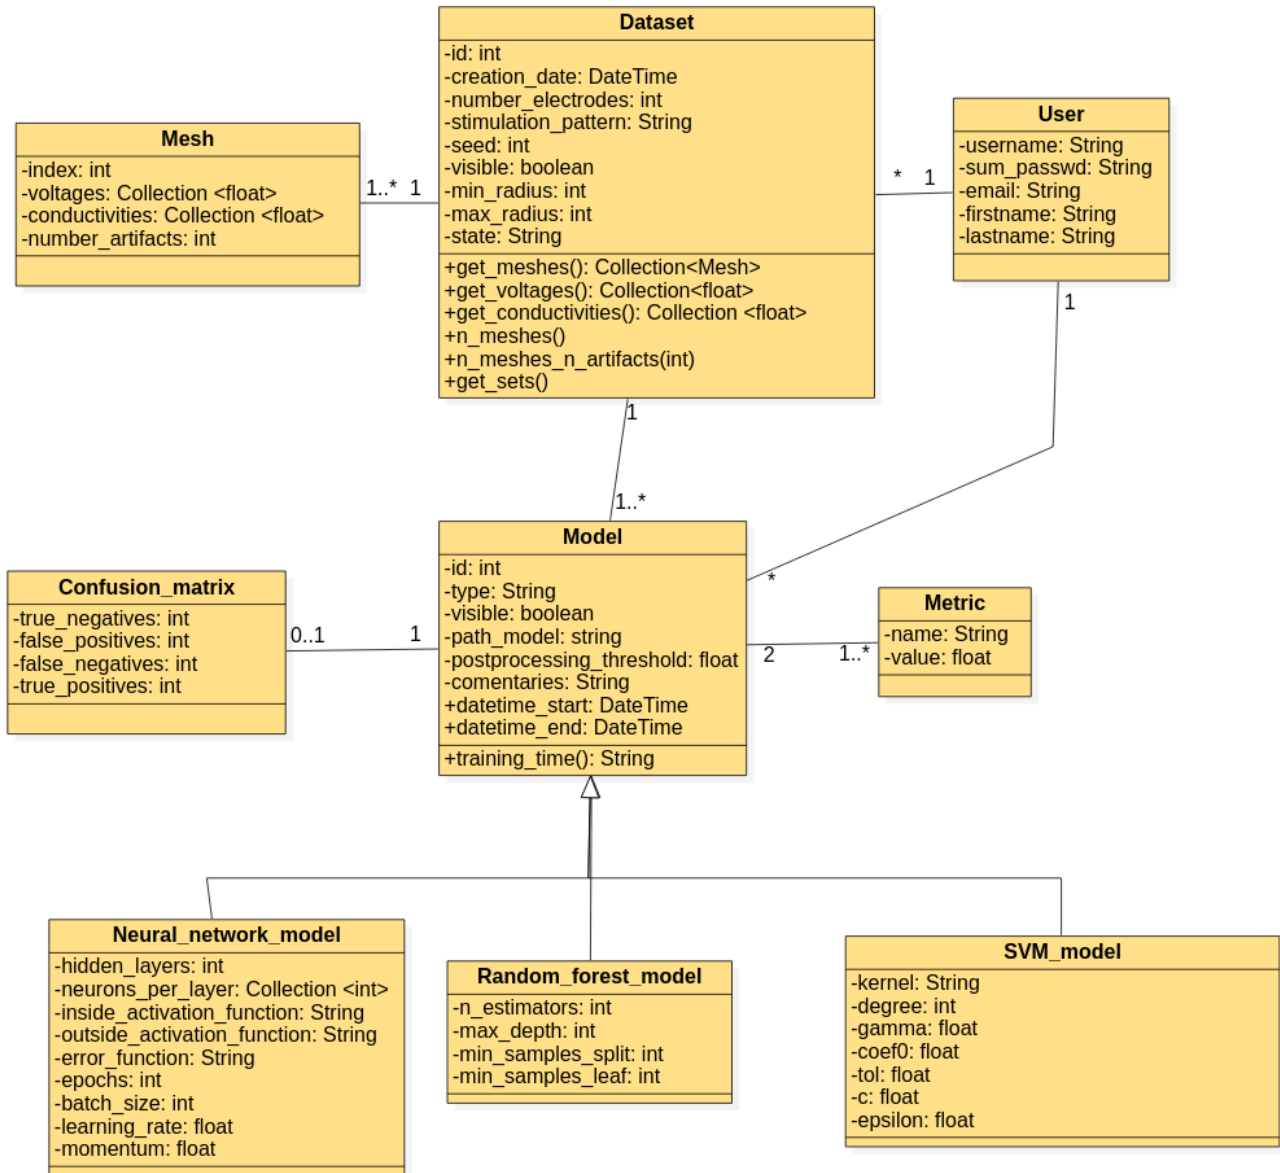 Dataset
-id: int
-creation_date: DateTime
-number_electrodes: int
-stimulation_pattern: String
-seed: int
-visible: boolean
-min_radius: int
-max_radius: int
-state: String
+get_meshes(): Collection<Mesh>
+get_voltages(): Collection<float>
+get_conductivities(): Collection <float>
+n_meshes()
+n_meshes_n_artifacts(int)
+get_sets()
Mesh
-index: int
-voltages: Collection <float>
-conductivities: Collection <float>
-number_artifacts: int
1..* 1
User
-username: String
-sum_passwd: String
-email: String
-firstname: String
-lastname: String
* 1
1
1
1..*
*
Model
-id: int
-type: String
-visible: boolean
-path_model: string
-postprocessing_threshold: float
-comentaries: String
+datetime_start: DateTime
+datetime_end: DateTime
+training_time(): String
Confusion_matrix
-true_negatives: int
-false_positives: int
-false_negatives: int
-true_positives: int
0..1 1
Metric
-name: String
-value: float
2 1..*
Neural_network_model
-hidden_layers: int
-neurons_per_layer: Collection <int>
-inside_activation_function: String
-outside_activation_function: String
-error_function: String
-epochs: int
-batch_size: int
-learning_rate: float
-momentum: float
Random_forest_model
-n_estimators: int
-max_depth: int
-min_samples_split: int
-min_samples_leaf: int
SVM_model
-kernel: String
-degree: int
-gamma: float
-coef0: float
-tol: float
-c: float
-epsilon: float